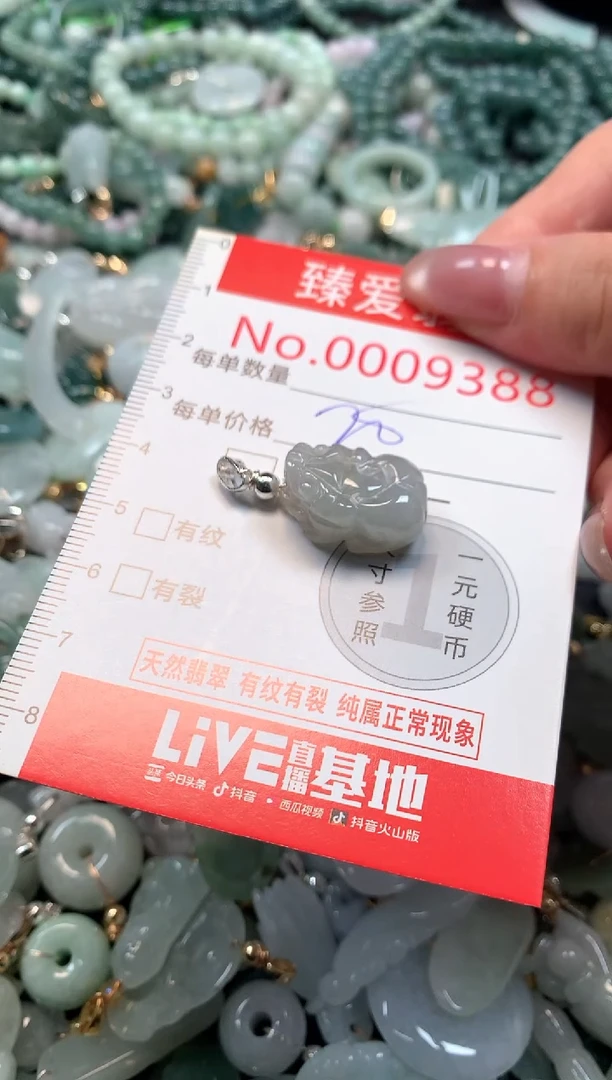 0
臻爱
1
No.0009388
2
每单数量
3
每单价格
4
5
有纹
一元硬币
寸参照
1
6
有裂
7
天然翡翠 有纹有裂 纯属正常现象
8
LiVE直播基地
今日头条 抖音 · 西瓜视频 抖音火山版